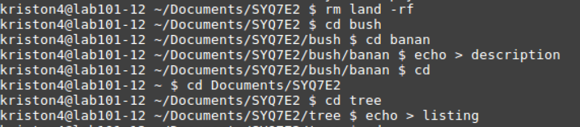 kriston4@lab101-12 ~/Documents/SYQ7E2 $ rm land -rf
kriston4@lab101-12 ~/Documents/SYQ7E2 $ cd bush
kriston4@lab101-12 ~/Documents/SYQ7E2/bush $ cd banan
kriston4@lab101-12 ~/Documents/SYQ7E2/bush/banan $ echo > description
kriston4@lab101-12 ~/Documents/SYQ7E2/bush/banan $ cd
kriston4@lab101-12 ~ $ cd Documents/SYQ7E2
kriston4@lab101-12 ~/Documents/SYQ7E2 $ cd tree
kriston4@lab101-12 ~/Documents/SYQ7E2/tree $ echo > listing